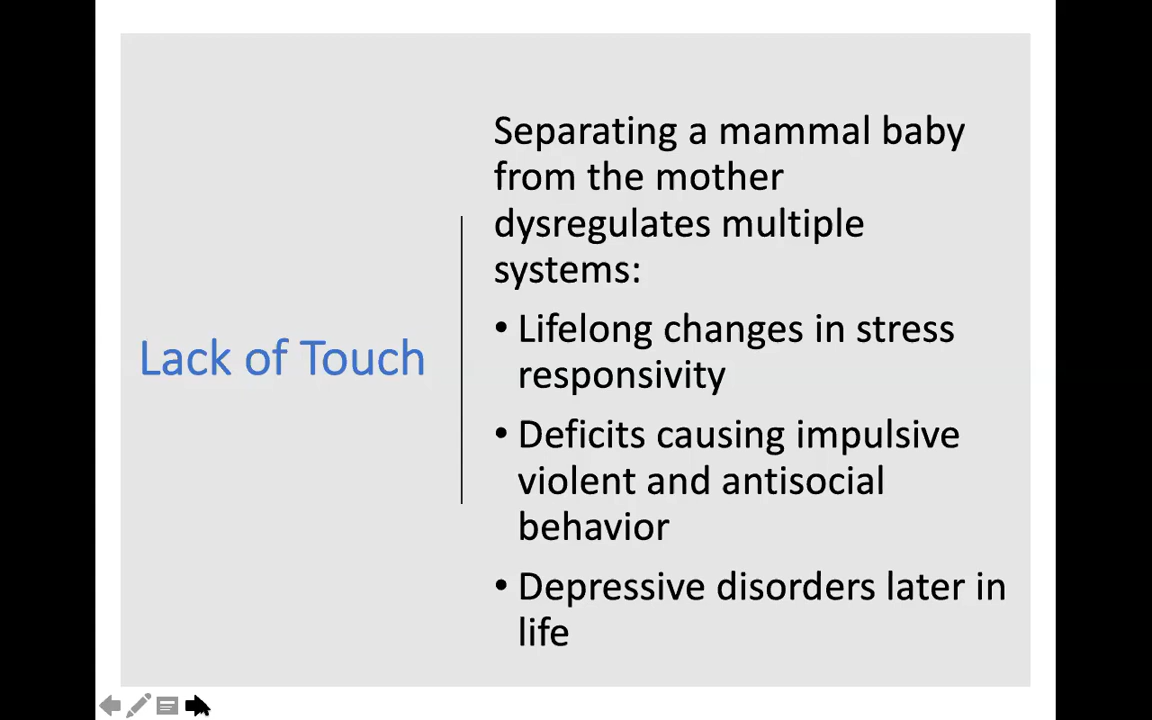 Lack of Touch
Separating a mammal baby
from the mother
dysregulates multiple
systems:
• Lifelong changes in stress
responsivity
• Deficits causing impulsive
violent and antisocial
behavior
• Depressive disorders later in
life